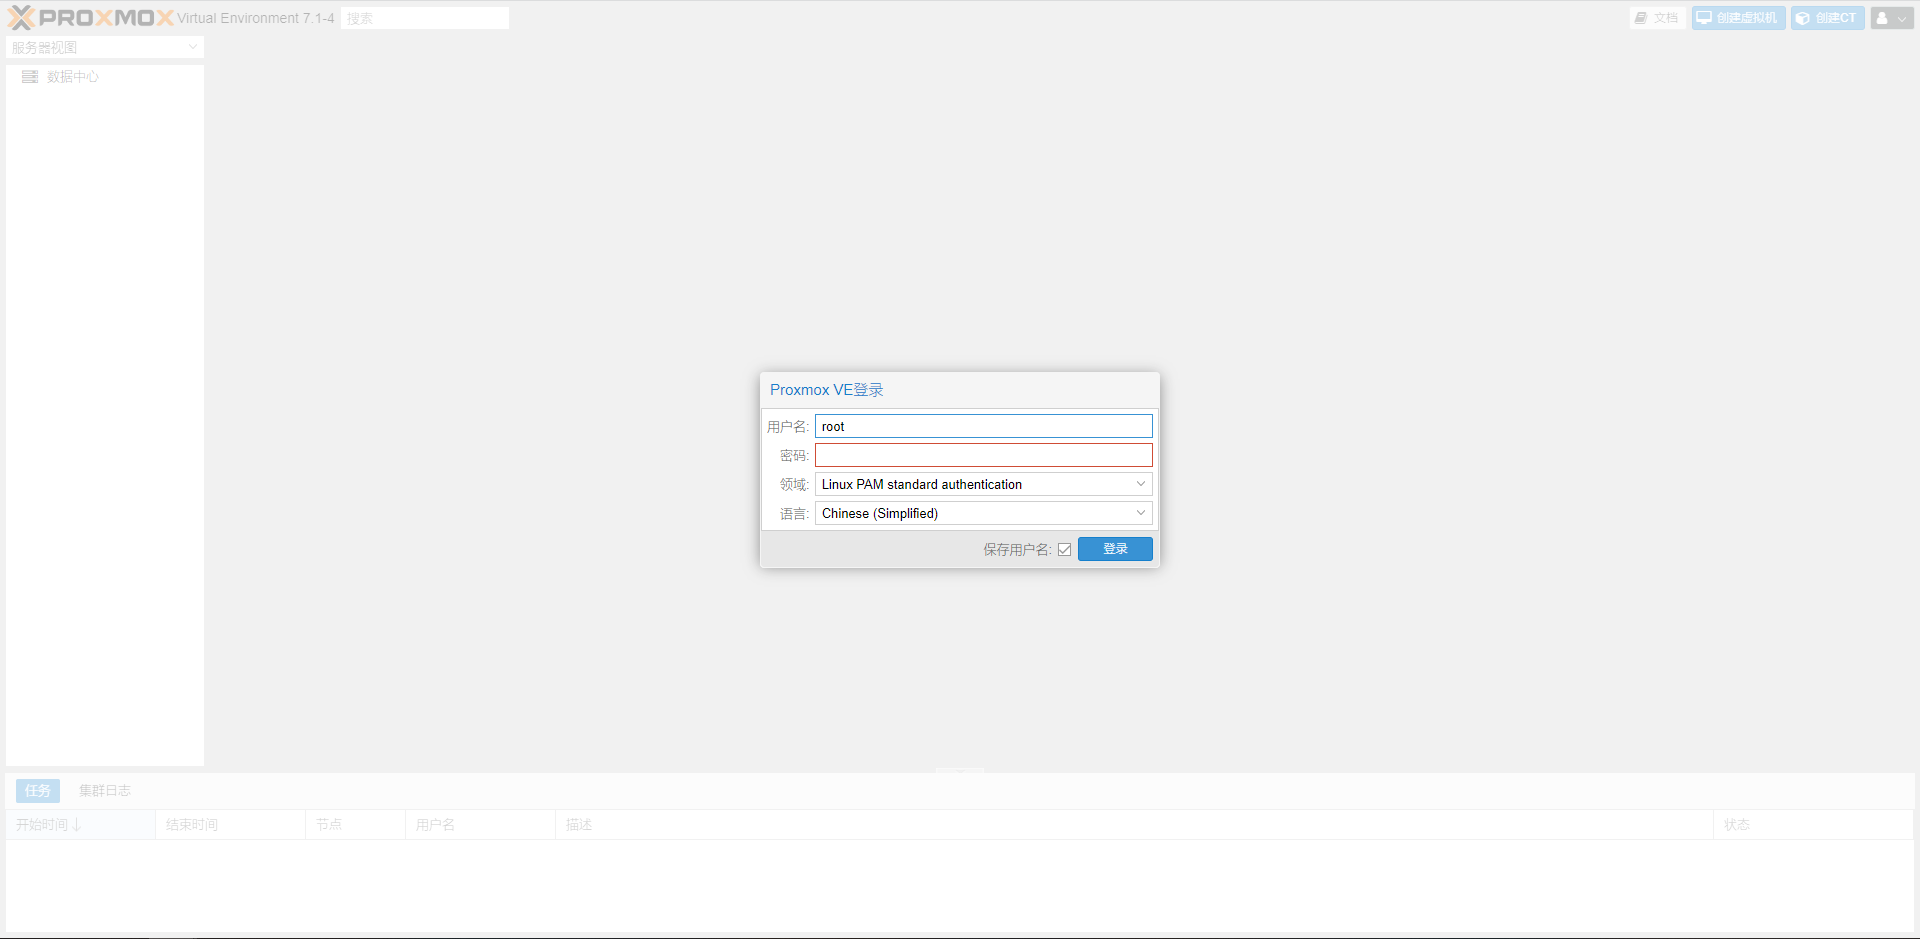 PROXMOX Virtual Environment 7.1-4 搜索 文档 创建虚拟机 创建CT
服务器视图
数据中心
Proxmox VE登录
用户名: root
密码:
领域: Linux PAM standard authentication
语言: Chinese (Simplified)
保存用户名: 登录
任务 集群日志
开始时间 结束时间 节点 用户名 描述 状态